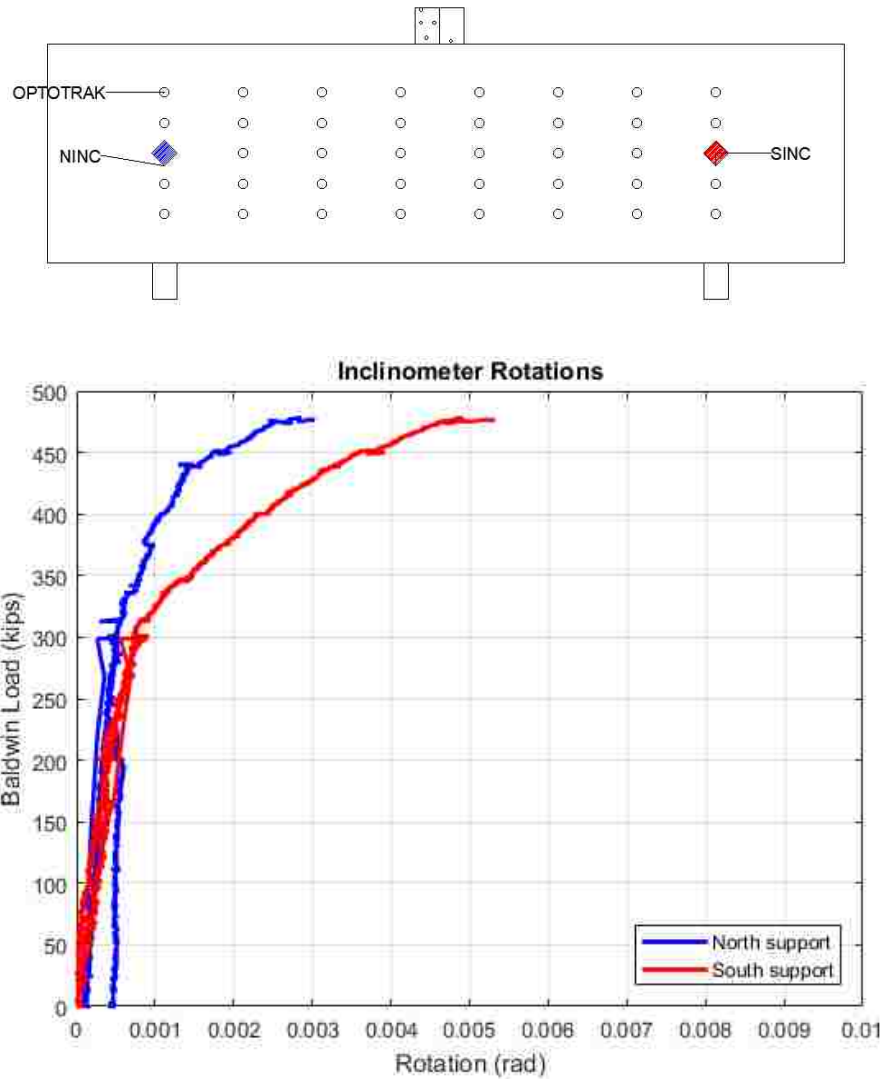 OPTOTRAK
NINC
SINC
Inclinometer Rotations
500
450
400
350
300
250
200
150
100
50
0
Baldwin Load (kips)
North support
South support
0 0.001 0.002 0.003 0.004 0.005 0.006 0.007 0.008 0.009 0.01
Rotation (rad)